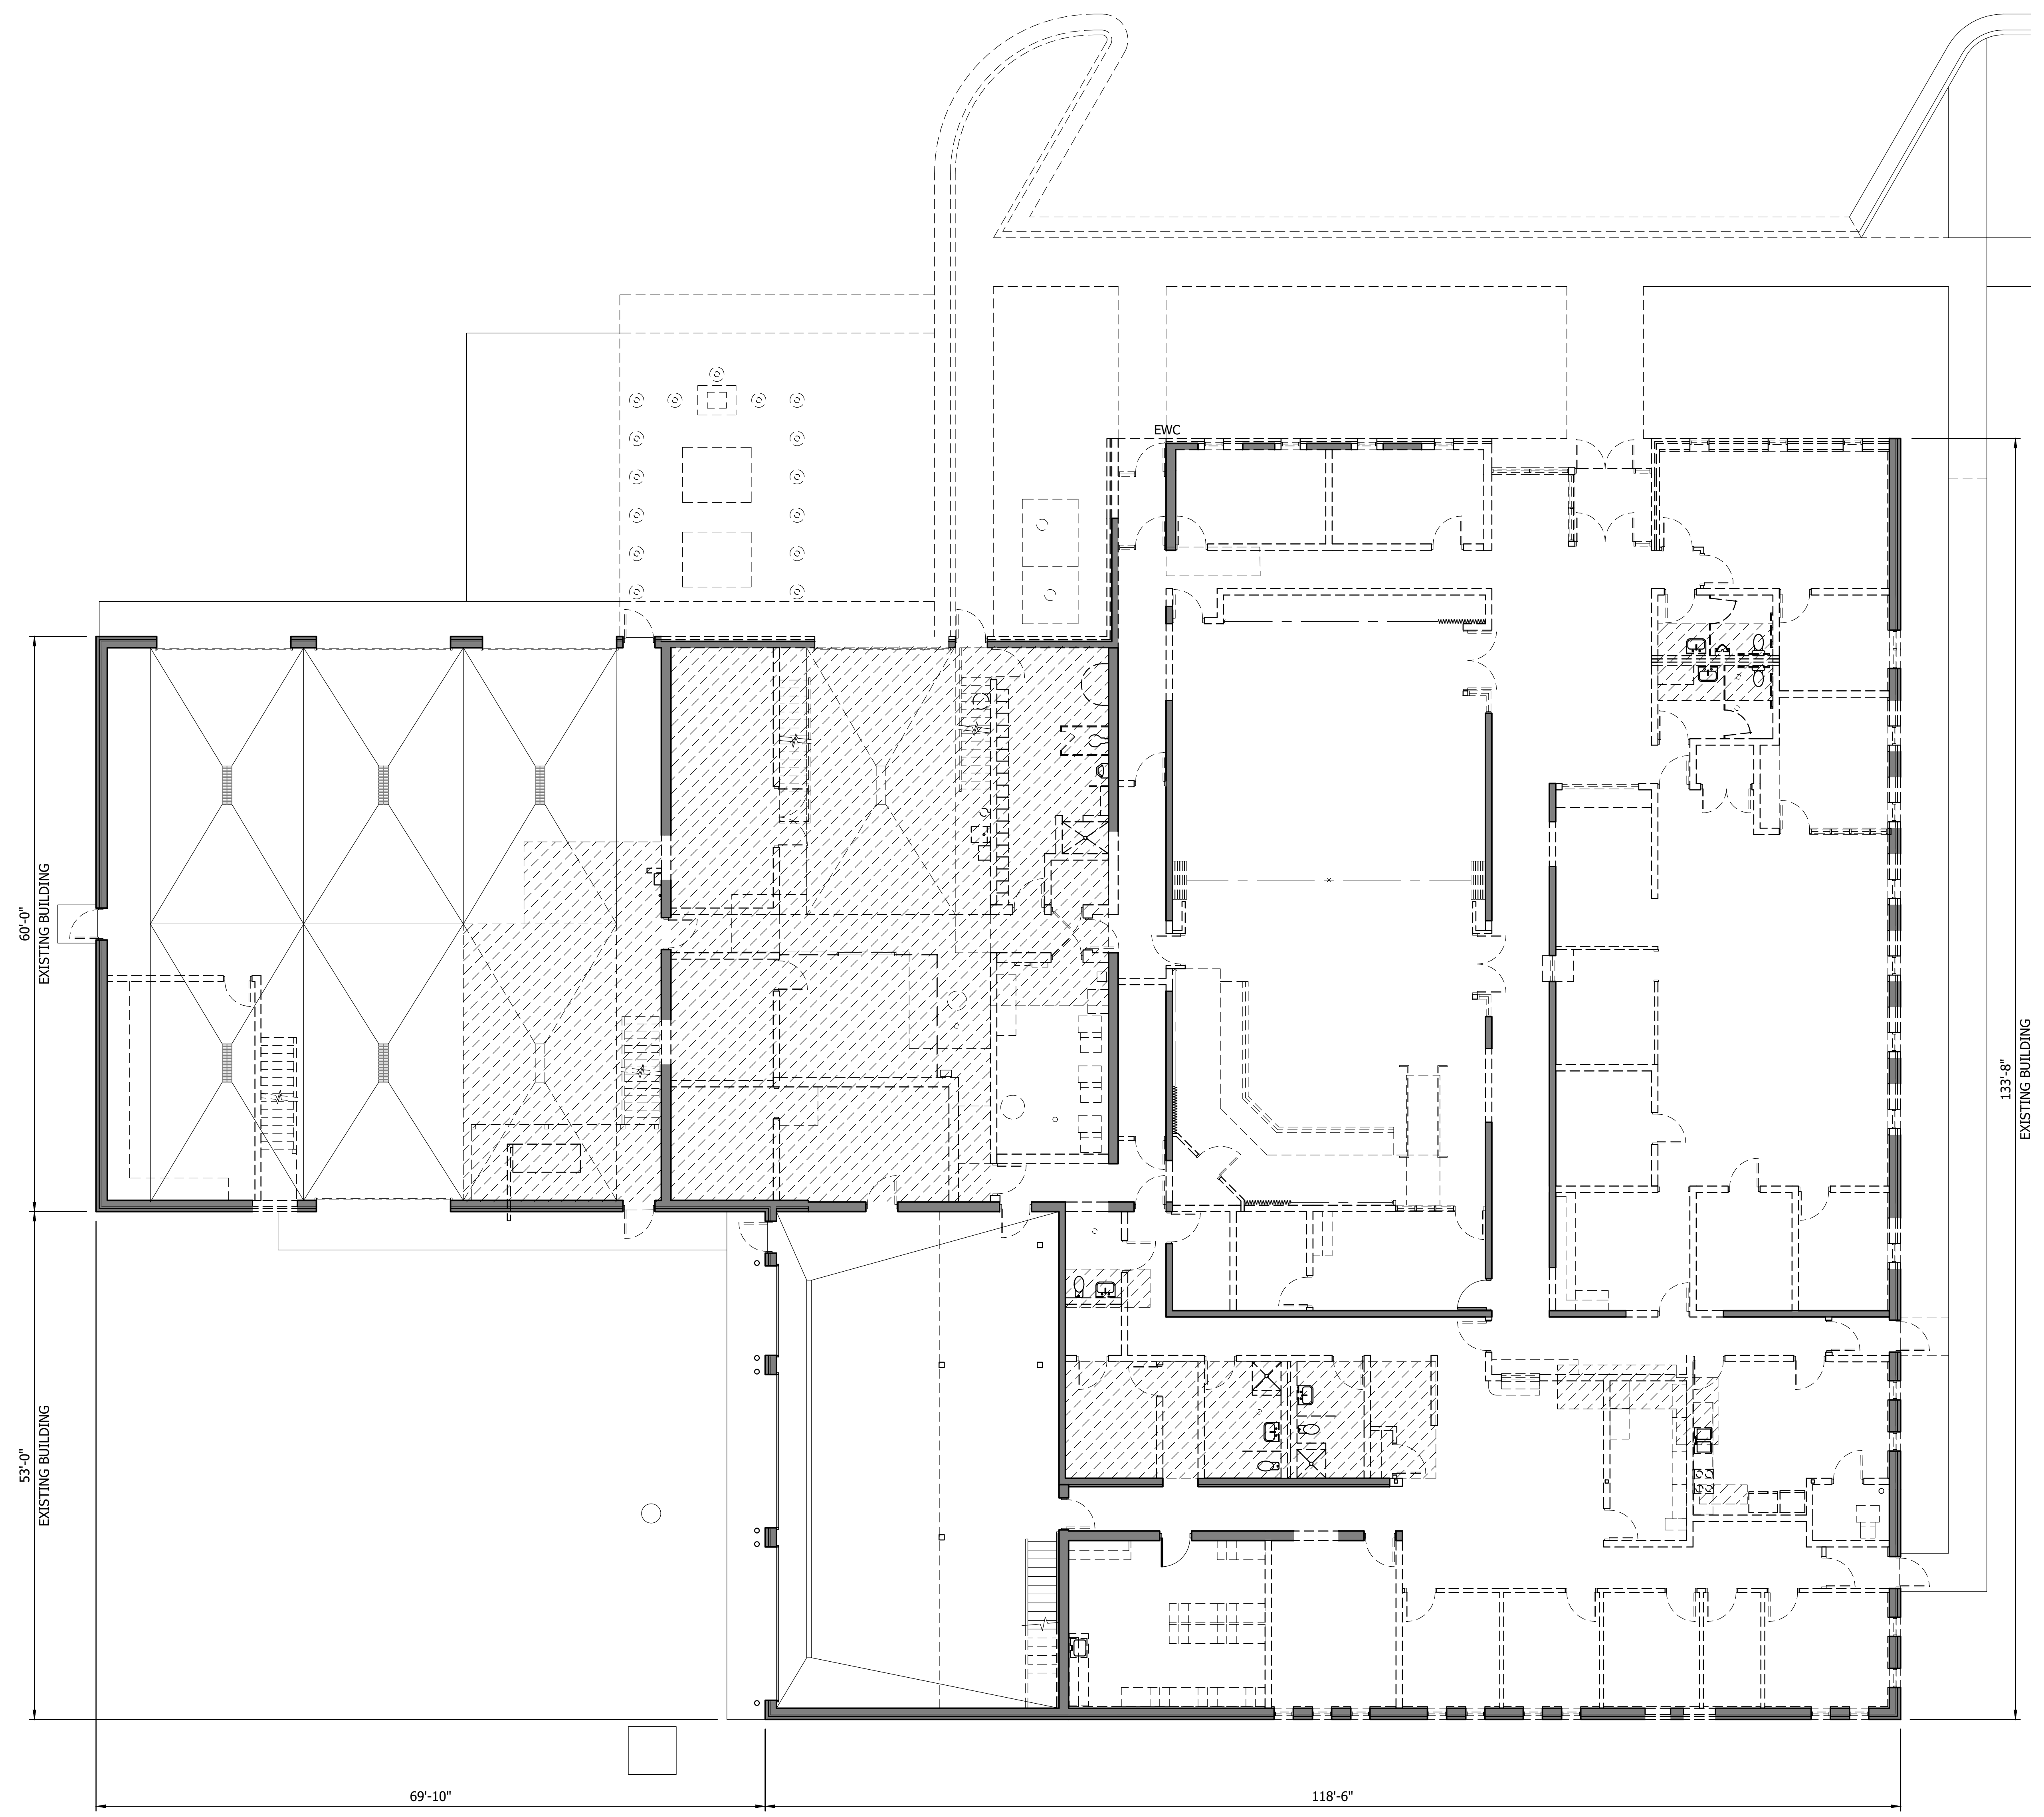 EWC
60'-0"
EXISTING BUILDING
133'-8"
EXISTING BUILDING
53'-0"
EXISTING BUILDING
69'-10"
118'-6"